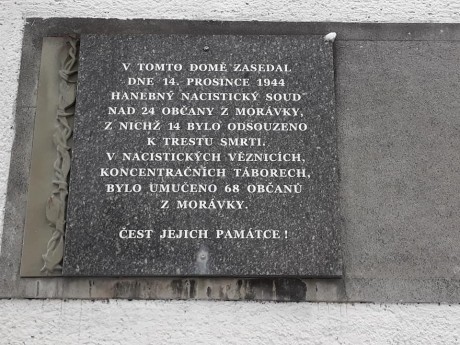 V TOMTO DOMĚ ZASEDAL
DNE 14. PROSINCE 1944
HANEBNÝ NACISTICKÝ SOUD
NAD 24 OBČANY Z MORÁVKY,
Z NICHŽ 14 BYLO ODSOUZENO
K TRESTU SMRTI.
V NACISTICKÝCH VĚZNICÍCH,
KONCENTRAČNÍCH TÁBORECH,
BYLO UMUČENO 68 OBČANŮ
Z MORÁVKY.
ČEST JEJICH PAMÁTCE !